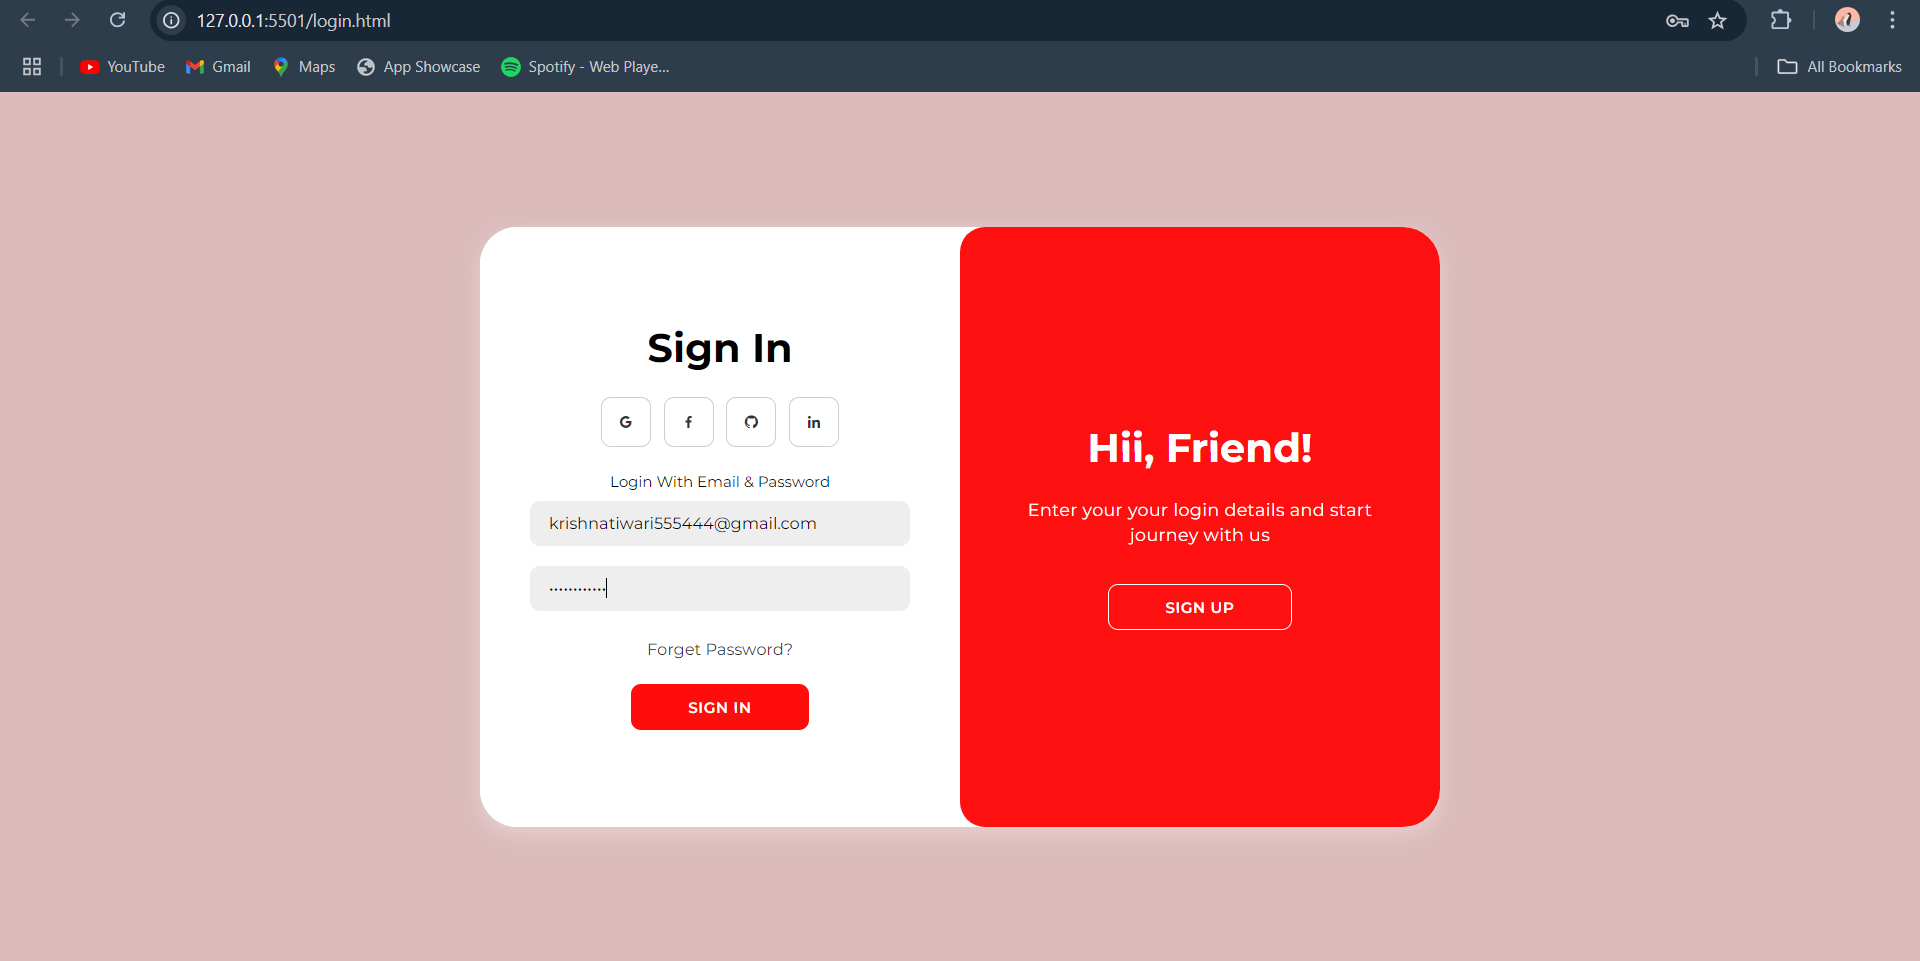 127.0.0.1:5501/login.html
YouTube
Gmail
Maps
App Showcase
Spotify - Web Playe...
All Bookmarks
Sign In
G f in
Login With Email & Password
krishnatiwari555444@gmail.com
............
Forget Password?
SIGN IN
Hii, Friend!
Enter your your login details and start
journey with us
SIGN UP